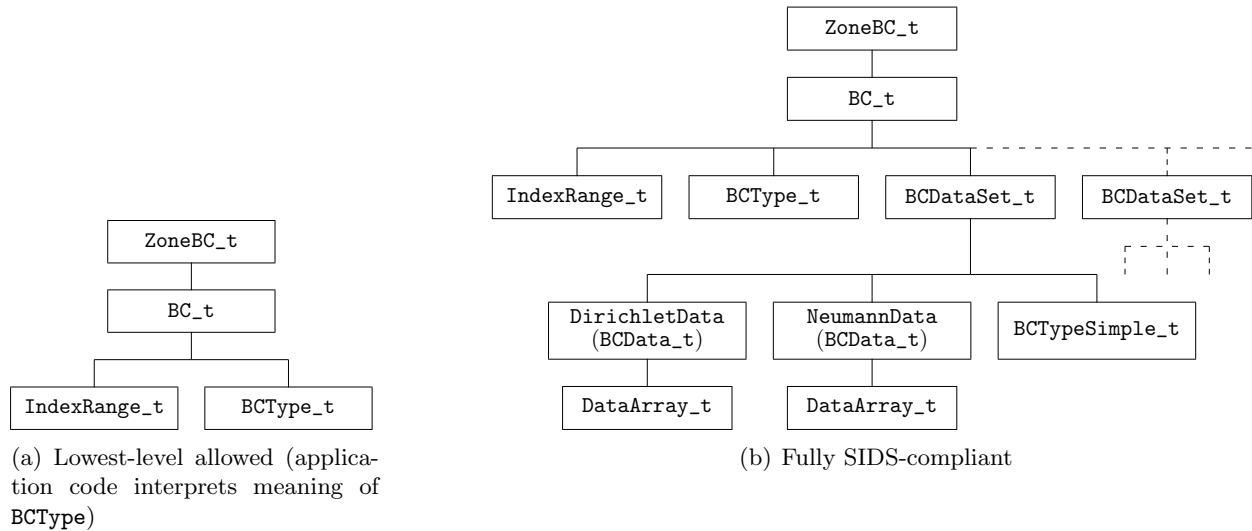 ZoneBC_t
BC_t
IndexRange_t
BCType_t
(a) Lowest-level allowed (applica-
tion code interprets meaning of
BCType)
ZoneBC_t
BC_t
IndexRange_t
BCType_t
BCDataSet_t
BCDataSet_t
DirichletData
(BCData_t)
NeumannData
(BCData_t)
BCTypeSimple_t
DataArray_t
DataArray_t
(b) Fully SIDS-compliant